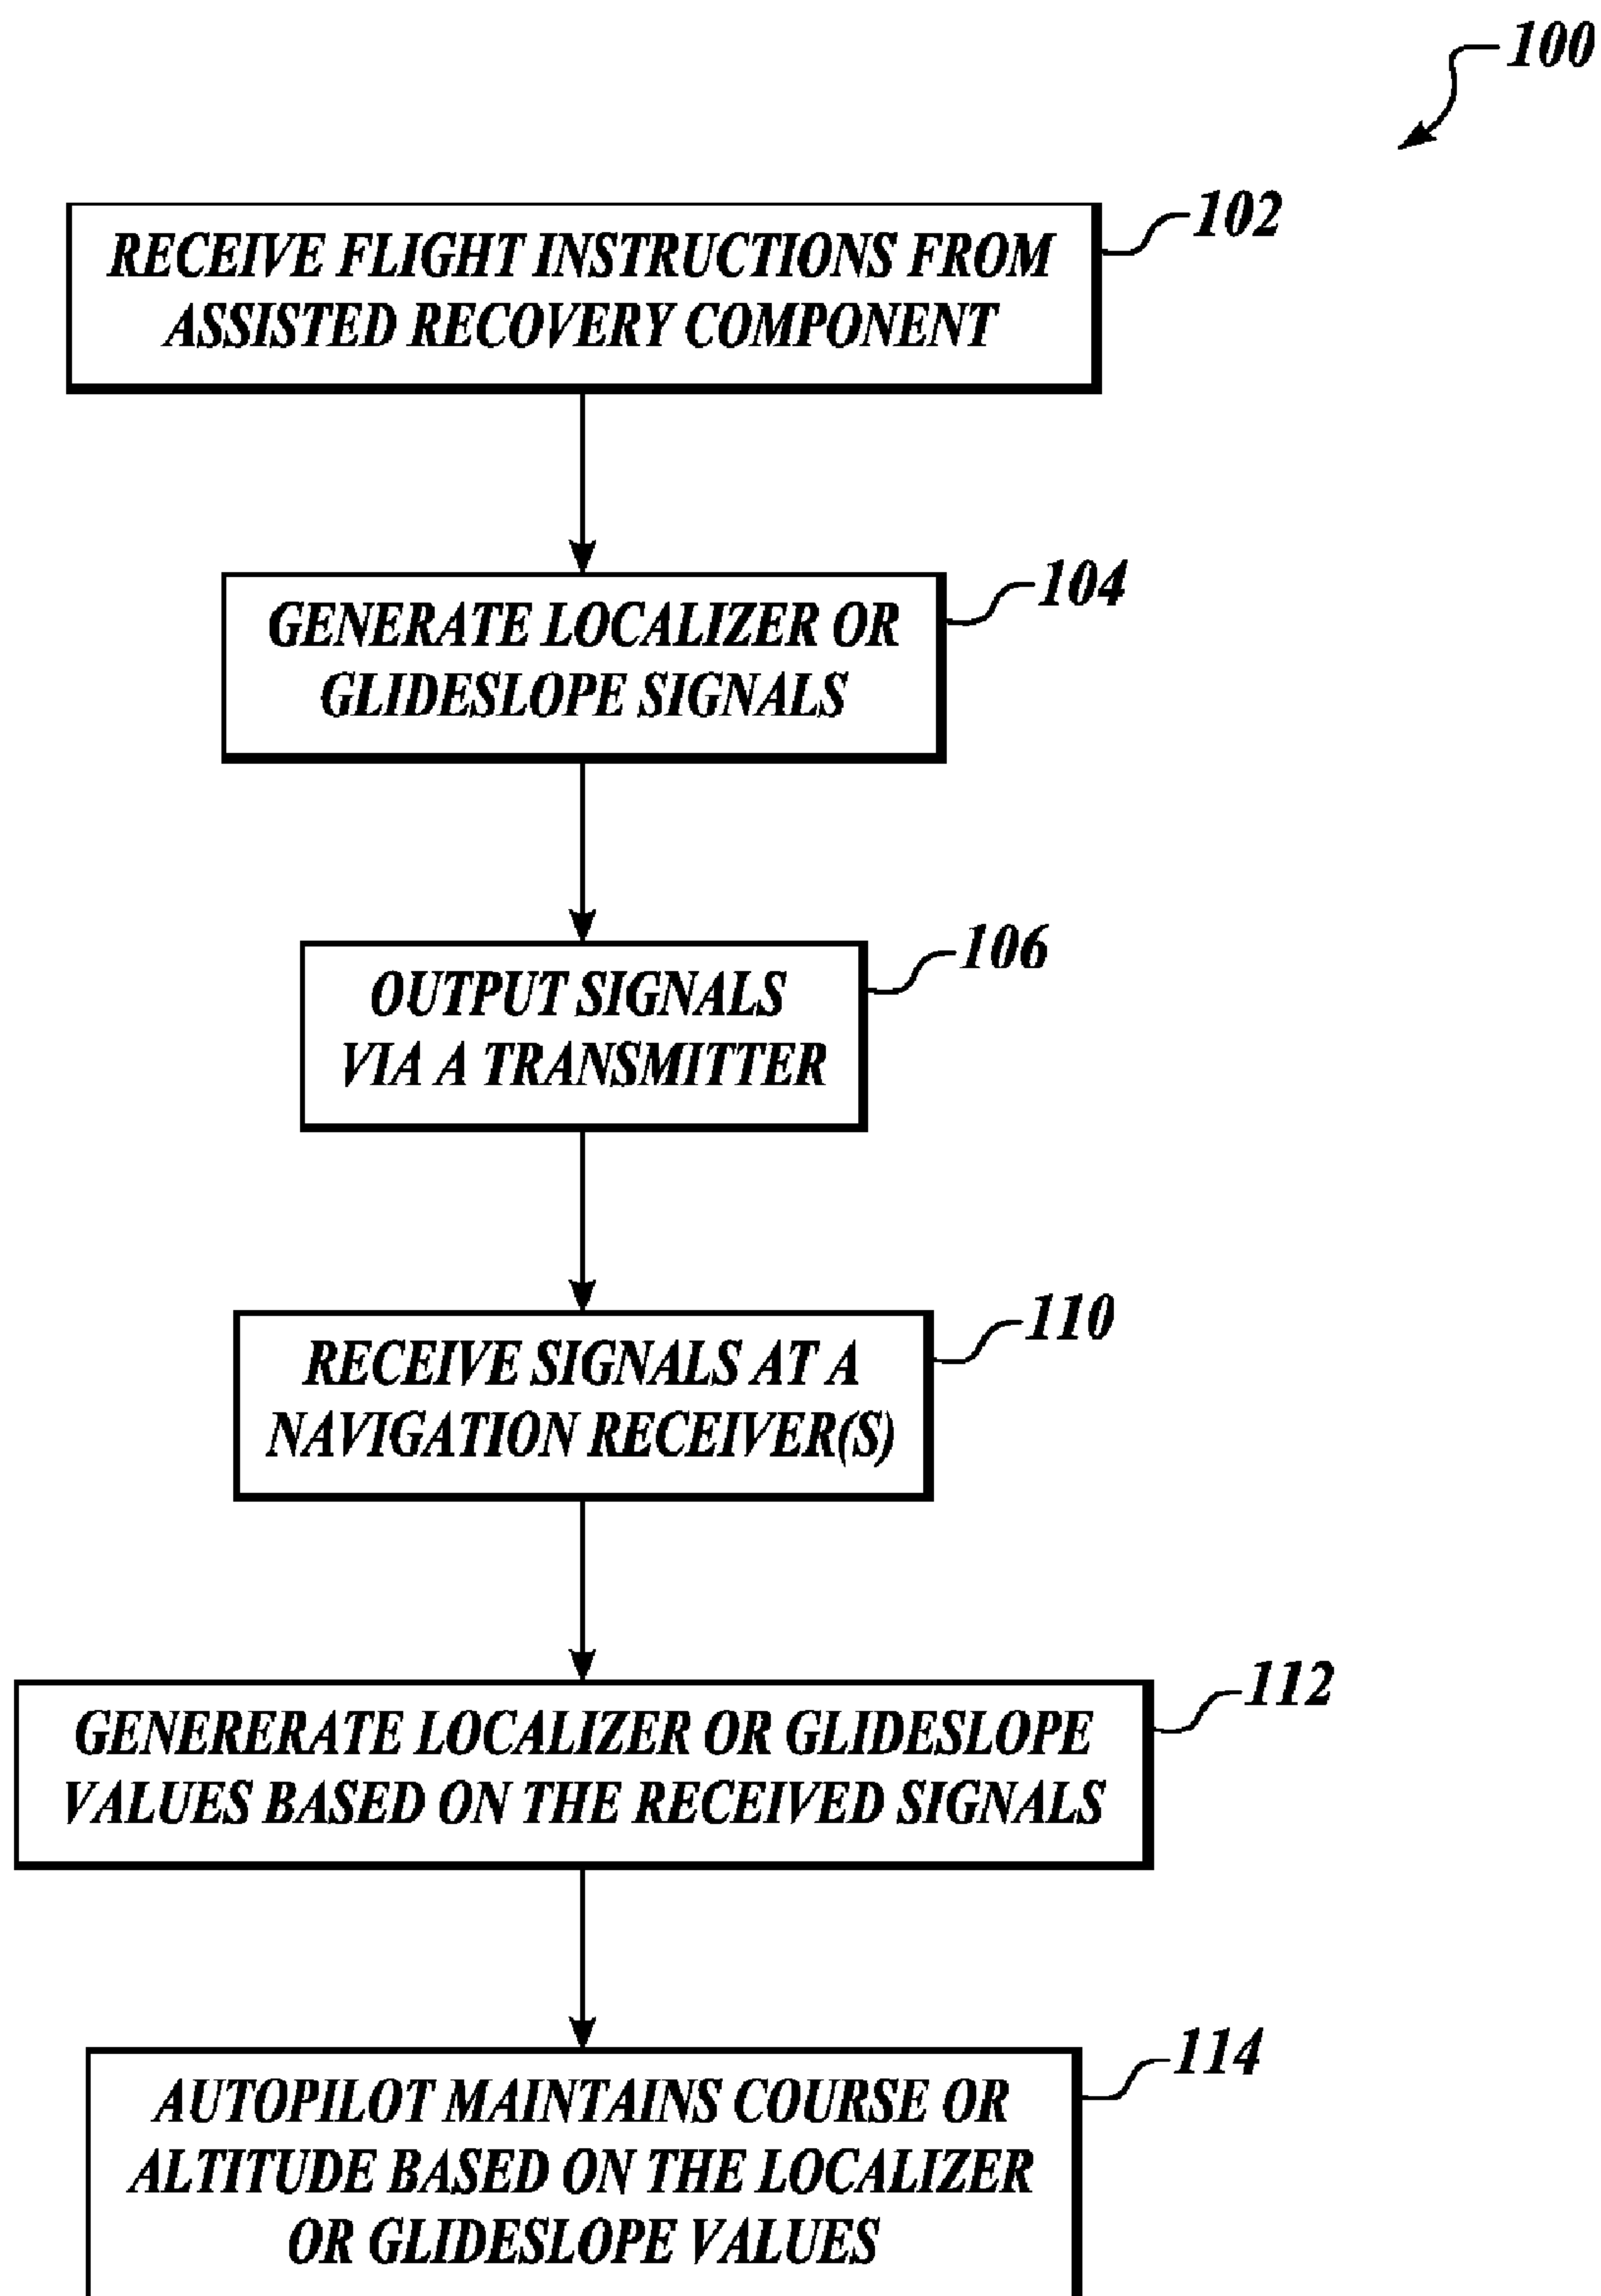 100
102
RECEIVE FLIGHT INSTRUCTIONS FROM
ASSISTED RECOVERY COMPONENT
104
GENERATE LOCALIZER OR
GLIDESLOPE SIGNALS
106
OUTPUT SIGNALS
VIA A TRANSMITTER
110
RECEIVE SIGNALS AT A
NAVIGATION RECEIVER(S)
112
GENERERATE LOCALIZER OR GLIDESLOPE
VALUES BASED ON THE RECEIVED SIGNALS
114
AUTOPILOT MAINTAINS COURSE OR
ALTITUDE BASED ON THE LOCALIZER
OR GLIDESLOPE VALUES